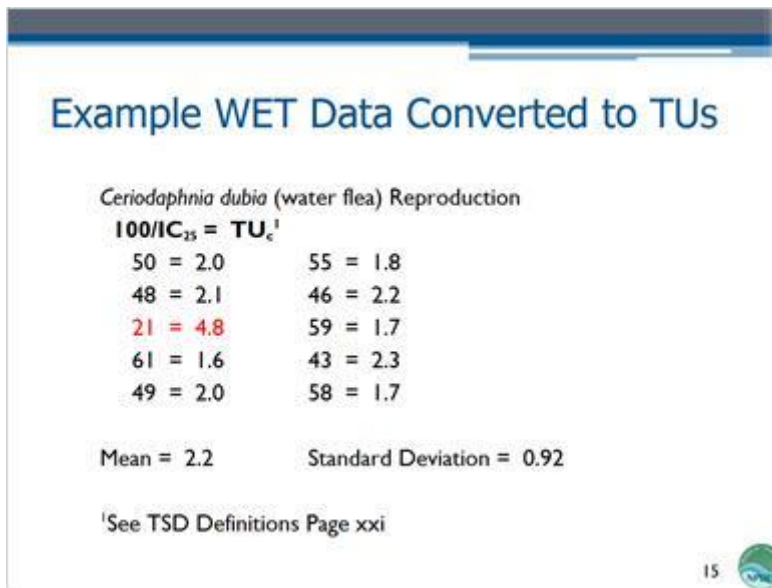 Example WET Data Converted to TUs
Ceriodaphnia dubia (water flea) Reproduction
100/IC₂₅ = TU꜀¹
50 = 2.0 55 = 1.8
48 = 2.1 46 = 2.2
21 = 4.8 59 = 1.7
61 = 1.6 43 = 2.3
49 = 2.0 58 = 1.7
Mean = 2.2 Standard Deviation = 0.92
¹See TSD Definitions Page xxi
15